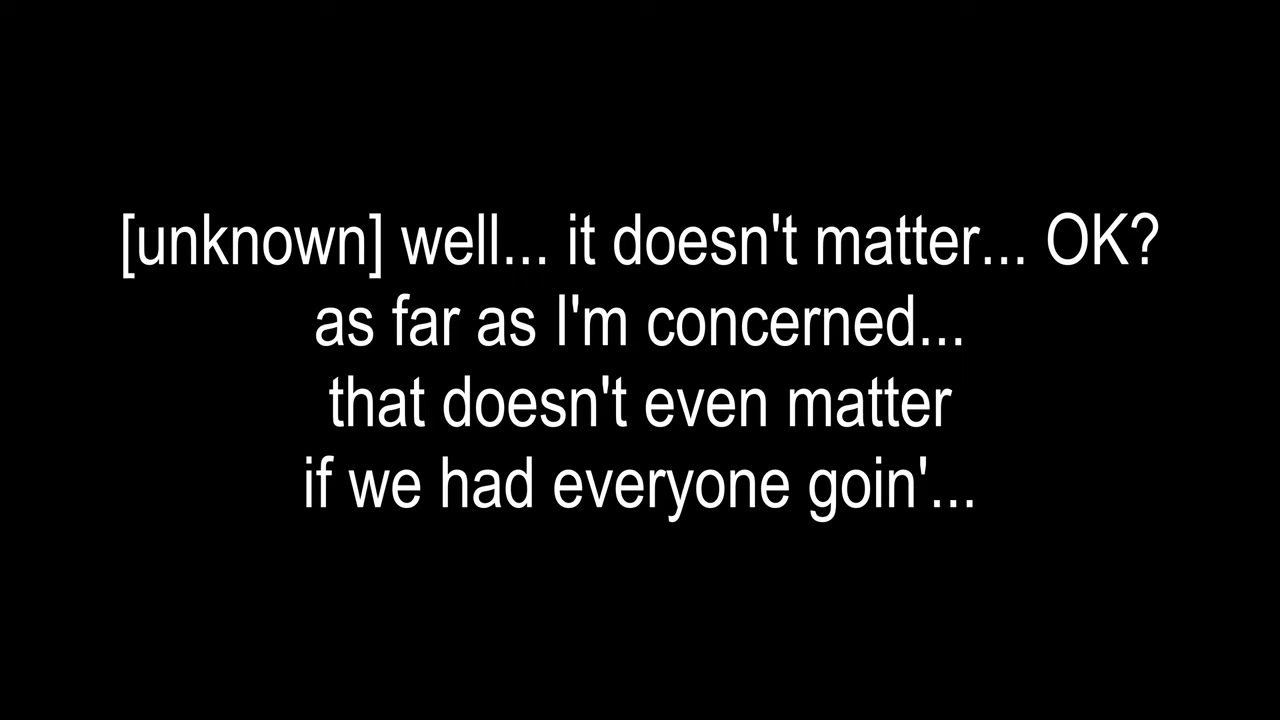 [unknown] well... it doesn't matter... OK?
as far as I'm concerned...
that doesn't even matter
if we had everyone goin'...